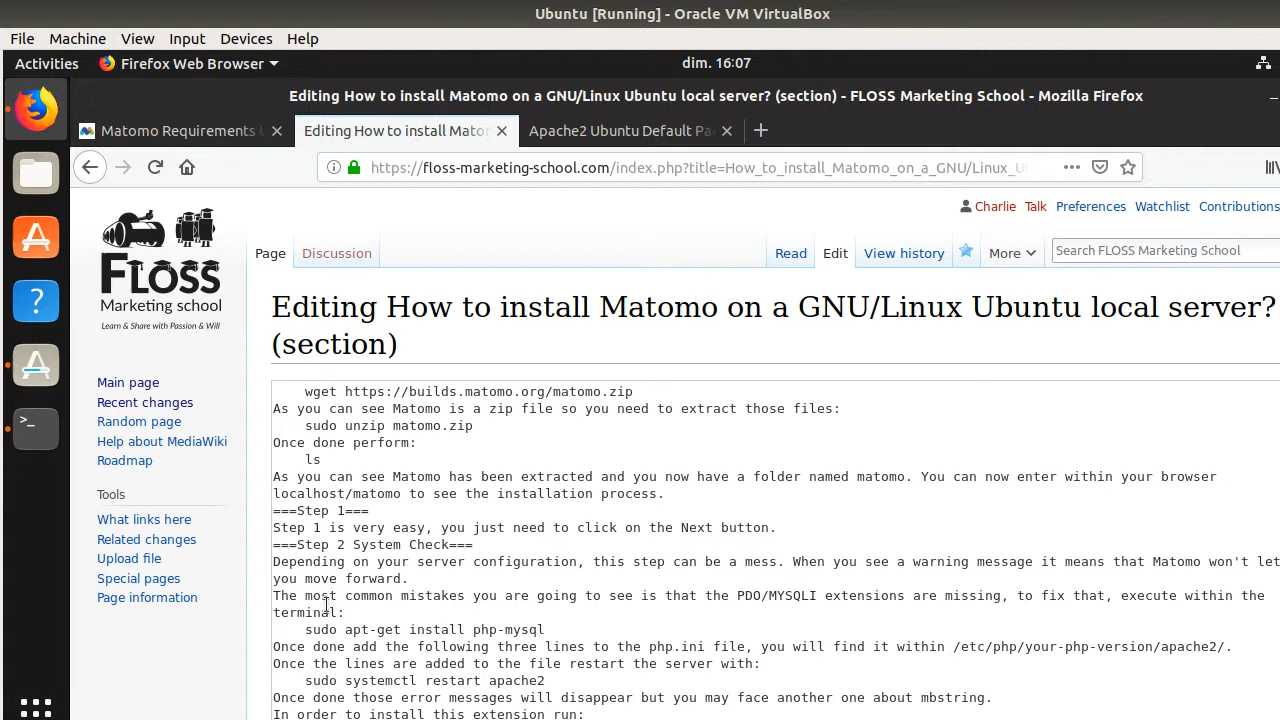 Ubuntu [Running] - Oracle VM VirtualBox
File Machine View Input Devices Help
Activities Firefox Web Browser dim. 16:07
Editing How to install Matomo on a GNU/Linux Ubuntu local server? (section) - FLOSS Marketing School - Mozilla Firefox
Matomo Requirements Editing How to install Mator Apache2 Ubuntu Default Pa
https://floss-marketing-school.com/index.php?title=How_to_install_Matomo_on_a_GNU/Linux_U
Charlie Talk Preferences Watchlist Contributions
Page Discussion Read Edit View history More Search FLOSS Marketing School
FLOSS
Marketing school
Learn & Share with Passion & Will
Editing How to install Matomo on a GNU/Linux Ubuntu local server?
(section)
Main page
Recent changes
Random page
Help about MediaWiki
Roadmap
Tools
What links here
Related changes
Upload file
Special pages
Page information
wget https://builds.matomo.org/matomo.zip
As you can see Matomo is a zip file so you need to extract those files:
sudo unzip matomo.zip
Once done perform:
ls
As you can see Matomo has been extracted and you now have a folder named matomo. You can now enter within your browser
localhost/matomo to see the installation process.
===Step 1===
Step 1 is very easy, you just need to click on the Next button.
===Step 2 System Check===
Depending on your server configuration, this step can be a mess. When you see a warning message it means that Matomo won't let
you move forward.
The most common mistakes you are going to see is that the PDO/MYSQLI extensions are missing, to fix that, execute within the
terminal:
sudo apt-get install php-mysql
Once done add the following three lines to the php.ini file, you will find it within /etc/php/your-php-version/apache2/.
Once the lines are added to the file restart the server with:
sudo systemctl restart apache2
Once done those error messages will disappear but you may face another one about mbstring.
In order to install this extension run: